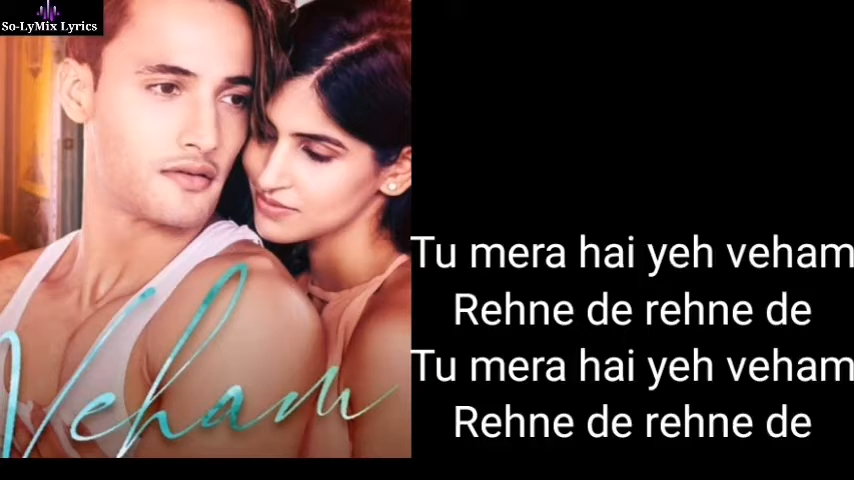 So-LyMix Lyrics
Veham
Tu mera hai yeh veham
Rehne de rehne de
Tu mera hai yeh veham
Rehne de rehne de